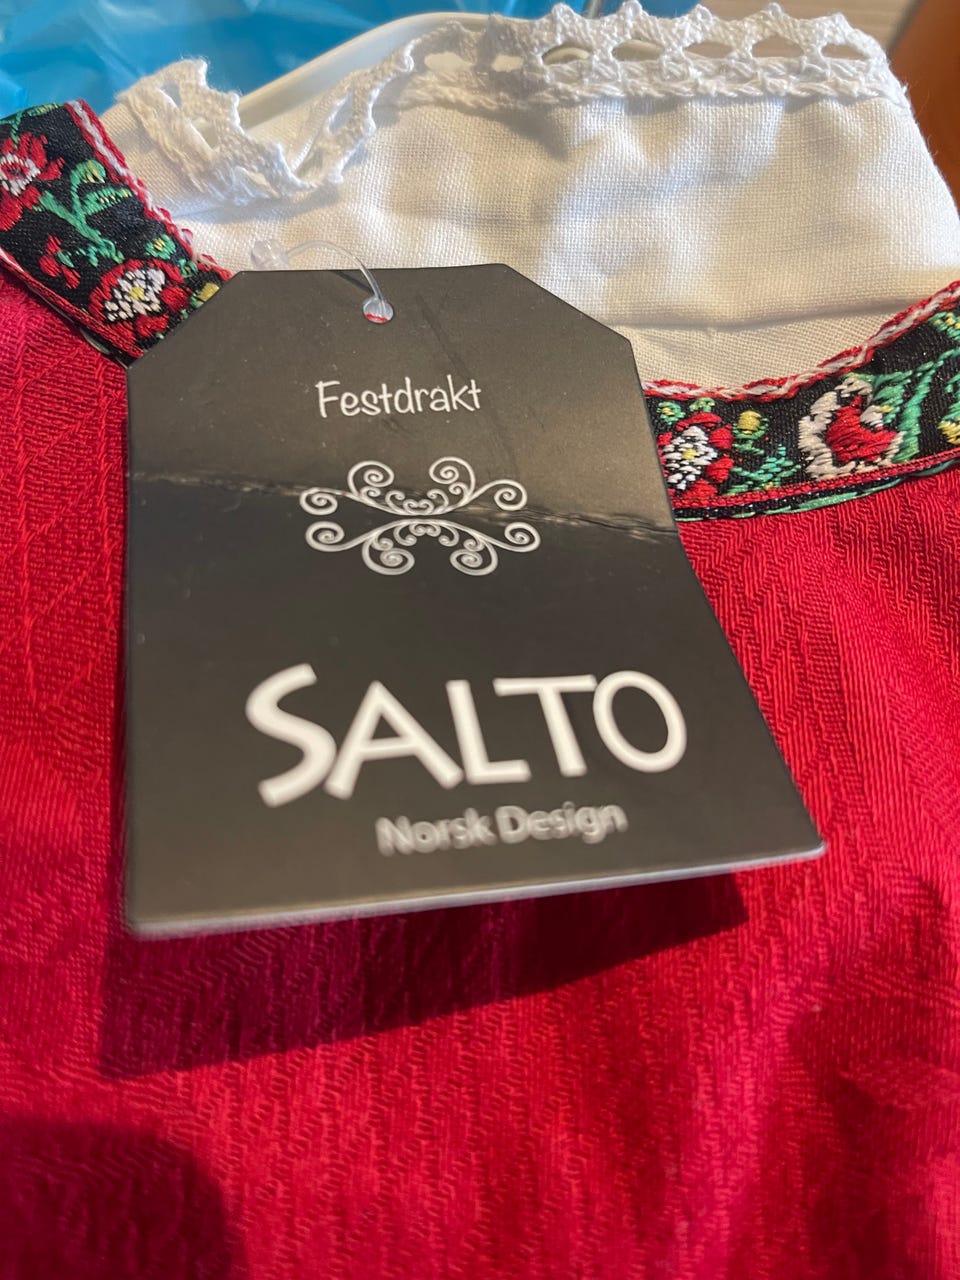 Festdrakt
SALTO
Norsk Design